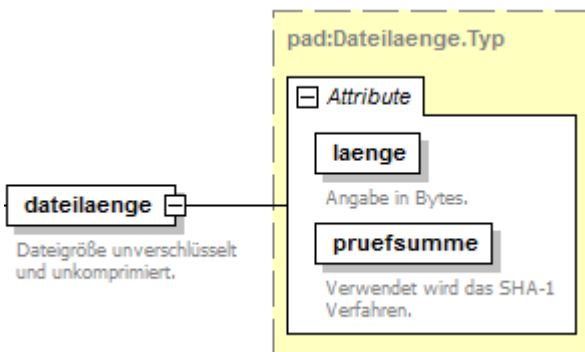 pad:Dateilaenge.Typ
Attribute
laenge
Angabe in Bytes.
dateilaenge
Dateigröße unverschlüsselt
und unkomprimiert.
pruefsumme
Verwendet wird das SHA-1
Verfahren.